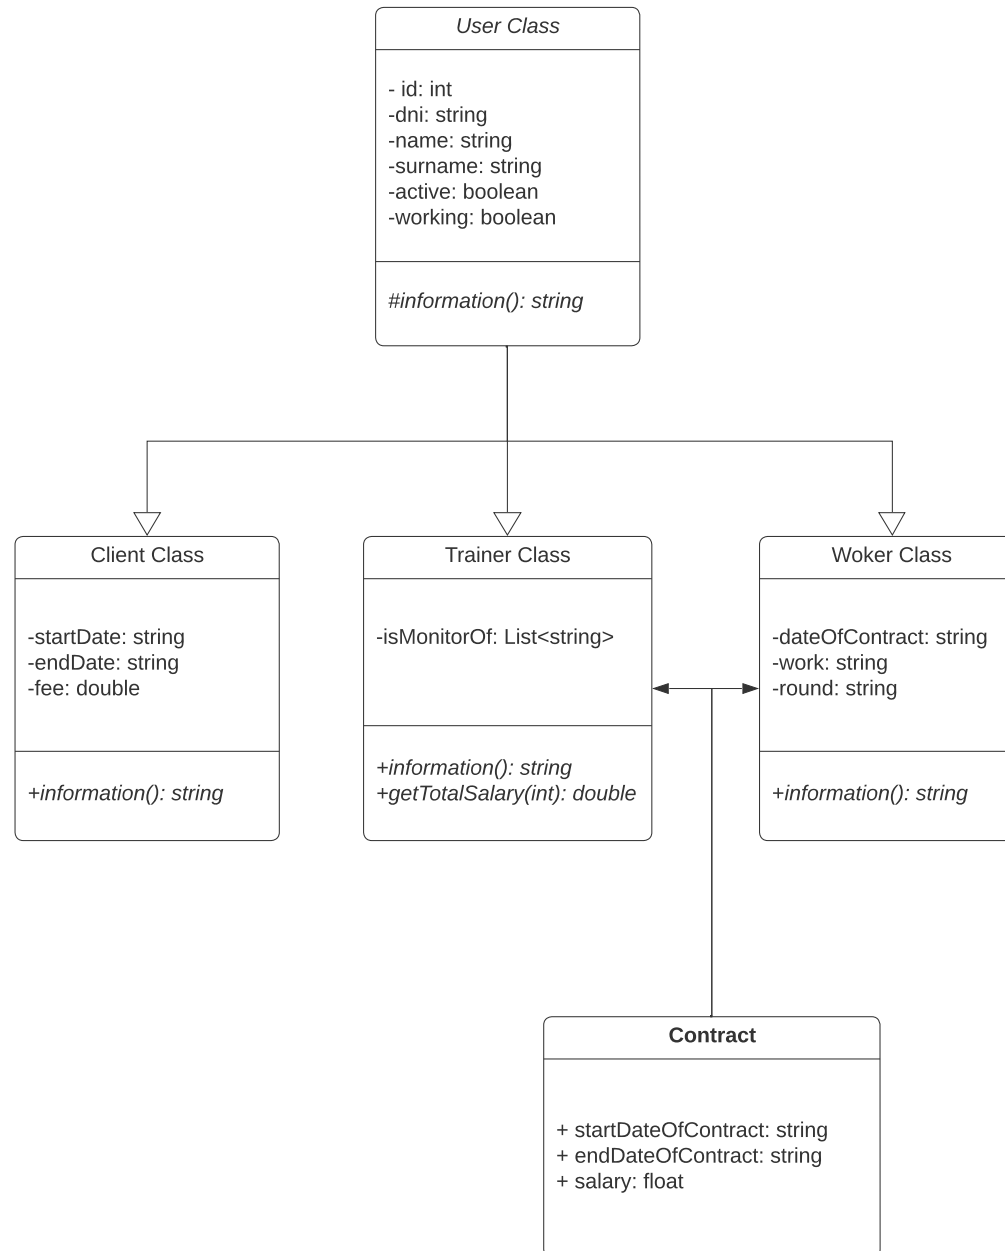 User Class
- id: int
-dni: string
-name: string
-surname: string
-active: boolean
-working: boolean
#information(): string
Client Class
-startDate: string
-endDate: string
-fee: double
+information(): string
Trainer Class
-isMonitorOf: List<string>
+information(): string
+getTotalSalary(int): double
Woker Class
-dateOfContract: string
-work: string
-round: string
+information(): string
Contract
+ startDateOfContract: string
+ endDateOfContract: string
+ salary: float